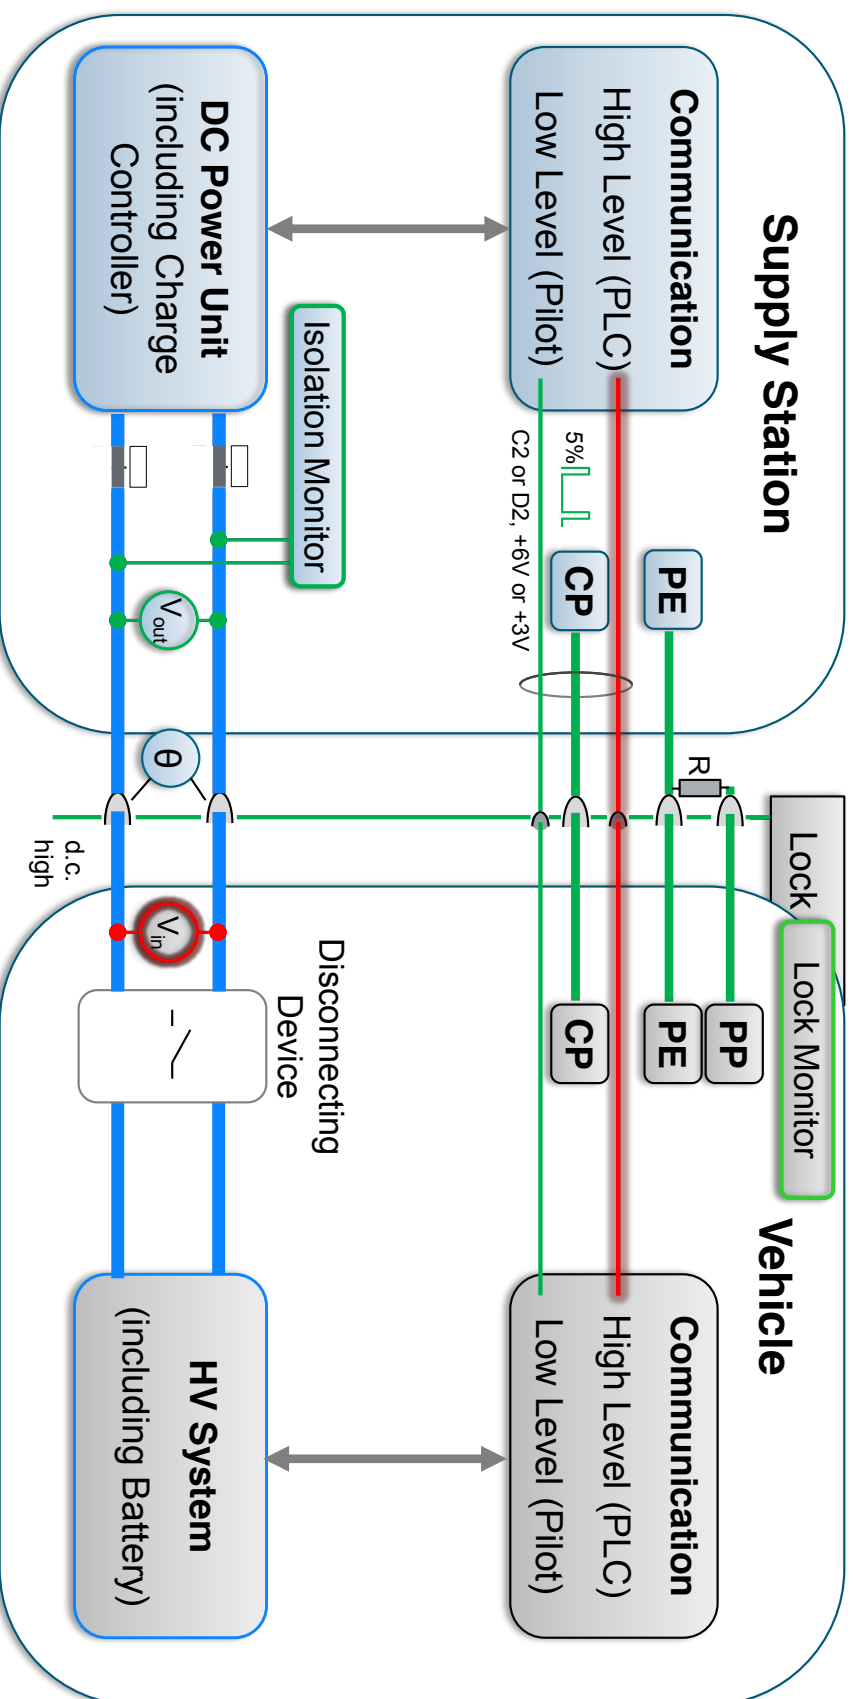 Supply Station
Communication
High Level (PLC)
Low Level (Pilot)
DC Power Unit
(including Charge
Controller)
Isolation Monitor
5%
C2 or D2, +6V or +3V
PE
CP
Vout
θ
R
d.c.
high
Lock
Lock Monitor
Vin
Disconnecting
Device
PP
PE
CP
Vehicle
Communication
High Level (PLC)
Low Level (Pilot)
HV System
(including Battery)